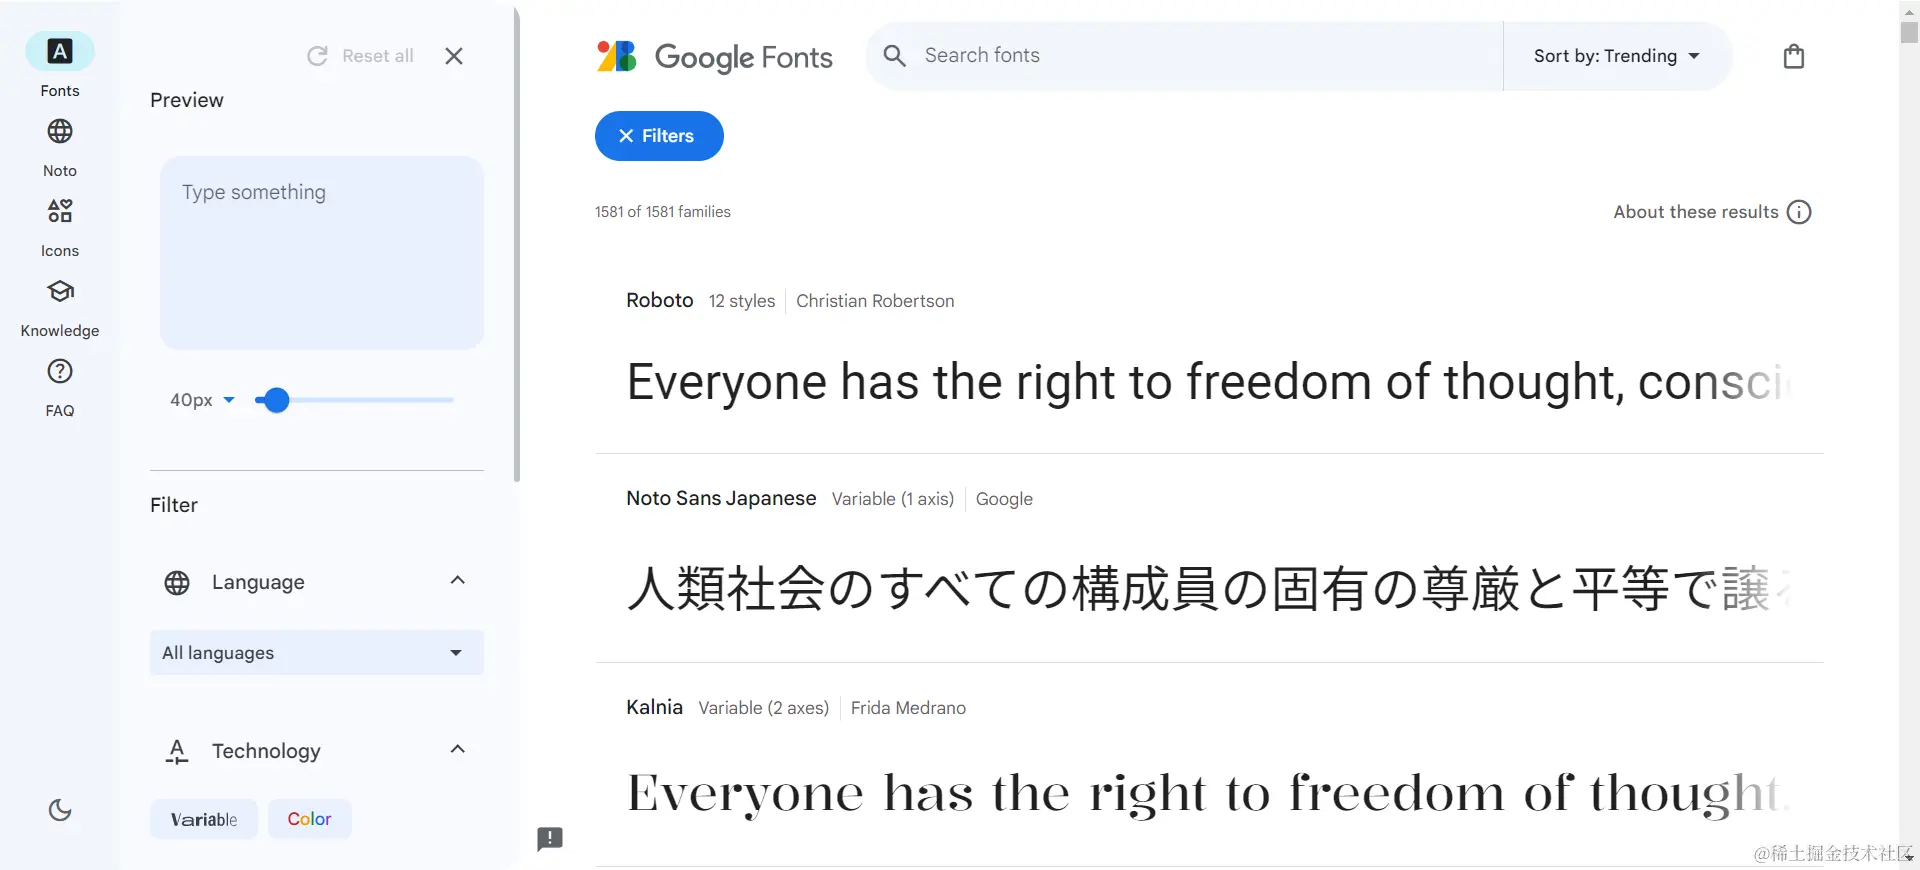 Fonts
Noto
Icons
Knowledge
FAQ
Reset all
Preview
Type something
40px
Filter
Language
All languages
Technology
Variable
Color
Google Fonts
Search fonts
Sort by: Trending
Filters
1581 of 1581 families
About these results
Roboto 12 styles Christian Robertson
Everyone has the right to freedom of thought, consci
Noto Sans Japanese Variable (1 axis) Google
人類社会のすべての構成員の固有の尊厳と平等で譲
Kalnia Variable (2 axes) Frida Medrano
Everyone has the right to freedom of thought,
@稀土掘金技术社区